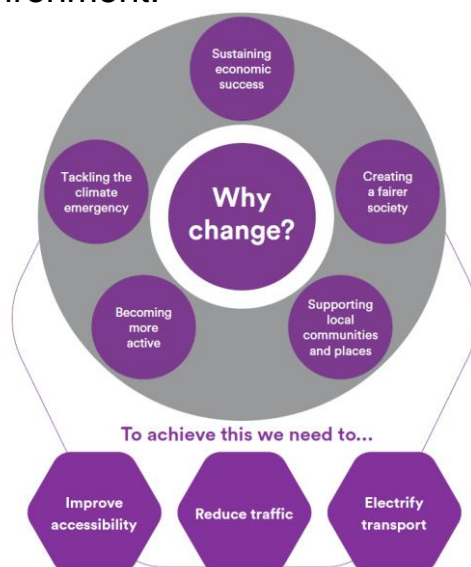 ironment.
Sustaining
economic
success
Tackling the
climate
emergency
Why
change?
Creating
a fairer
society
Becoming
more
active
Supporting
local
communities
and places
To achieve this we need to...
Improve
accessibility
Reduce traffic
Electrify
transport